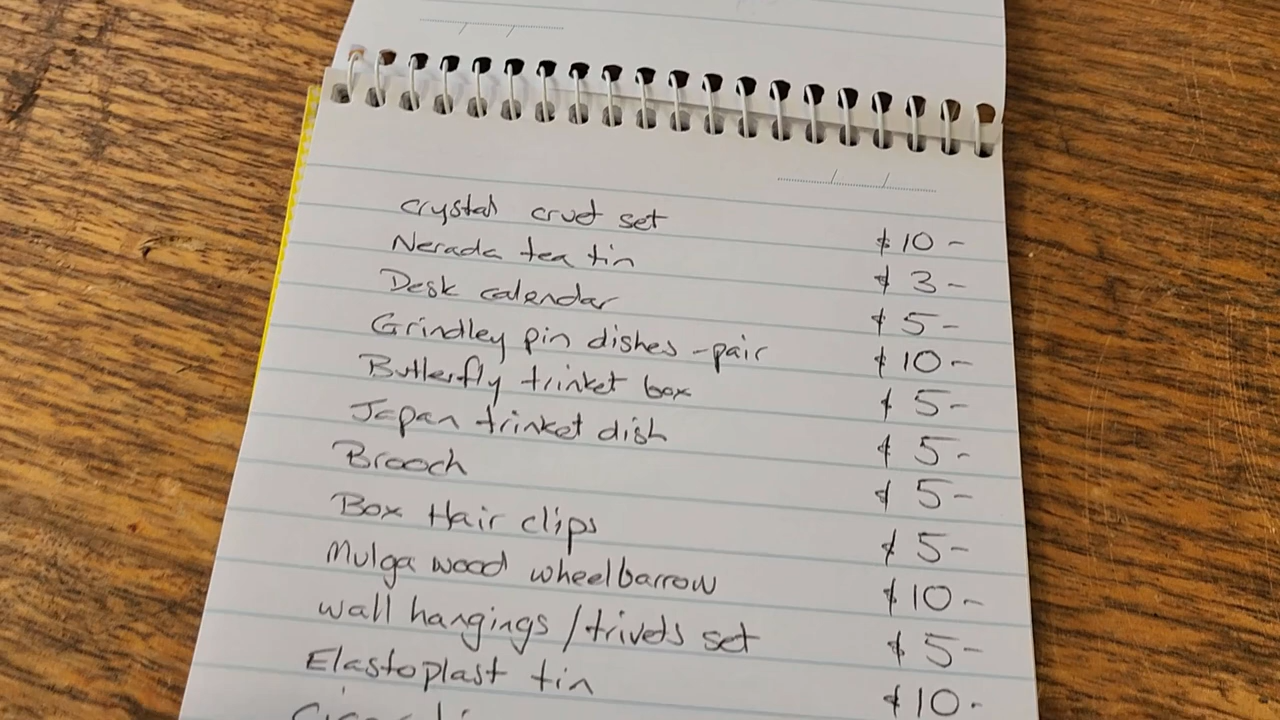 Crystal cruet set $10-
Nerada tea tin $3-
Desk calendar $5-
Grindley pin dishes -pair $10-
Butterfly trinket box $5-
Japan trinket dish $5-
Brooch $5-
Box Hair clips $5-
Mulga wood wheelbarrow $10-
Wall hangings/trivets set $5-
Elastoplast tin $10-